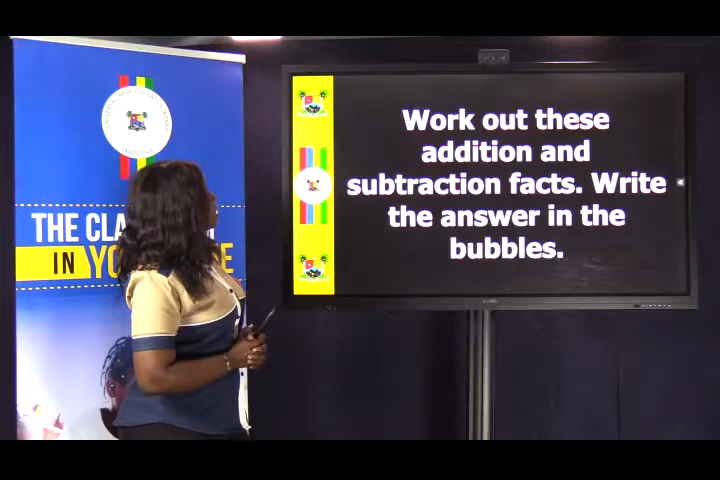 THE CLA
IN YO
E
Work out these
addition and
subtraction facts. Write
the answer in the
bubbles.